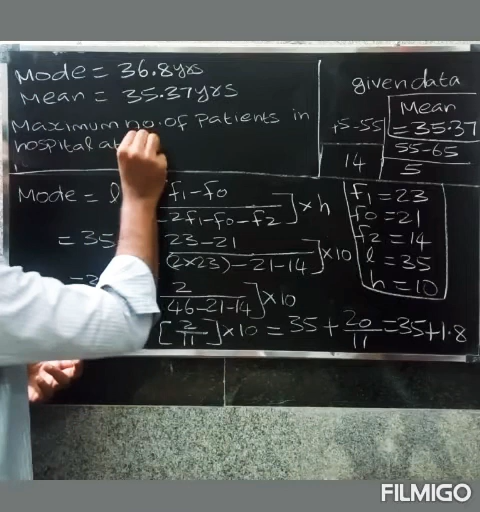 Mode = 36.8yrs
Mean = 35.37yrs
Maximum no. of Patients in
hospital
given data
Mean
= 35.37
45-55
55-65
14
5
Mode = l f1-f0
2f1-f0-f2 ] × h
= 35 23-21
(2×23)-21-14 ] ×10
2
46-21-14 ] ×10
[ 2/11 ] ×10 = 35 + 20/11 = 35+1.8
f1 = 23
f0 = 21
f2 = 14
l = 35
h = 10
FILMIGO